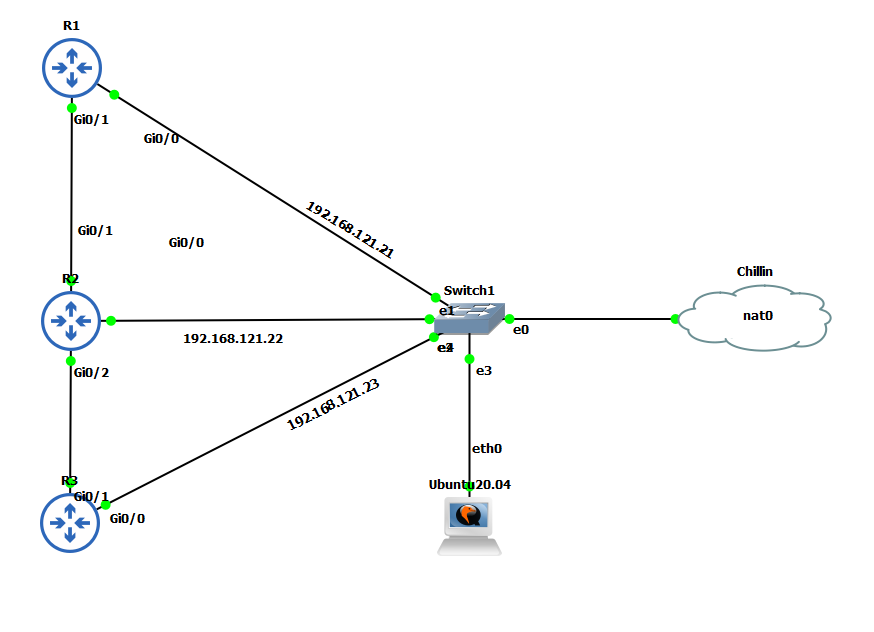 R1
Gi0/1
Gi0/0
192.168.121.21
Gi0/1
Gi0/0
Chillin
R2
Switch1
e1
nat0
e0
192.168.121.22
Gi0/2
e3
192.168.121.23
eth0
R3
Ubuntu20.04
Gi0/1
Gi0/0